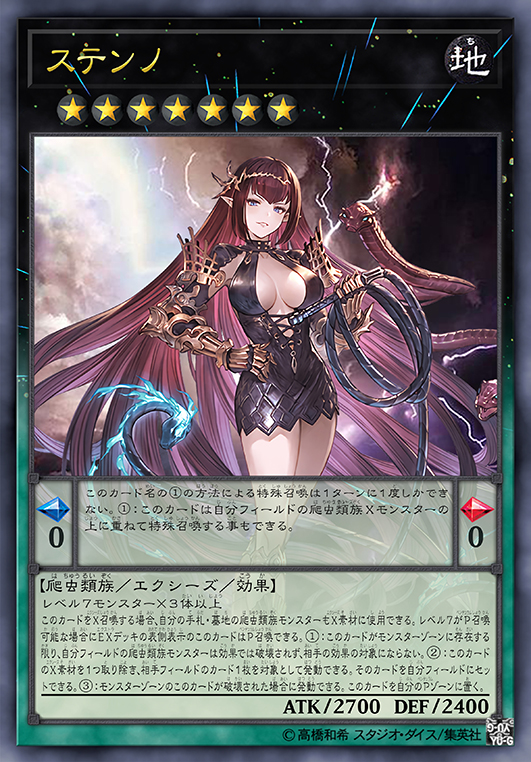 ステンノ
地
このカード名の①の方法による特殊召喚は1ターンに1度しかでき
ない。①：このカードは自分フィールドの爬虫類族Xモンスターの
上に重ねて特殊召喚する事もできる。
0
0
【爬虫類族／エクシーズ／効果】
レベル7モンスター×3体以上
このカードをX召喚する場合、自分の手札・墓地の爬虫類族モンスターもX素材に使用できる。レベル7がP召喚
可能な場合にEXデッキの表側表示のこのカードはP召喚できる。①：このカードがモンスターゾーンに存在する
限り、自分フィールドの爬虫類族モンスターは効果では破壊されず、相手の効果の対象にならない。②：このカード
のX素材を1つ取り除き、相手フィールドのカード1枚を対象として発動できる。そのカードを自分フィールドにセッ
トできる。③：モンスターゾーンのこのカードが破壊された場合に発動できる。このカードを自分のPゾーンに置く。
ATK/2700 DEF/2400
©高橋和希 スタジオ・ダイス/集英社